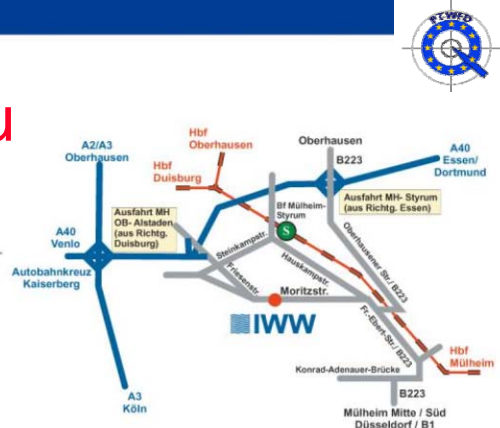 PT-WFD
u
A2/A3
Oberhausen
Hbf
Oberhausen
Hbf
Duisburg
Oberhausen
B223
A40
Essen/
Dortmund
Ausfahrt MH
OB- Alstaden
(aus Richtg.
Duisburg)
Bf Mülheim-
Styrum
S
Ausfahrt MH- Styrum
(aus Richtg. Essen)
A40
Venlo
Autobahnkreuz
Kaiserberg
Steinkampstr.
Friesenstr.
Hauskampstr.
Oberhausener Str./ B223
Moritzstr.
IWW
Fr.-Ebert-Str./ B223
Konrad-Adenauer-Brücke
Hbf
Mülheim
A3
Köln
B223
Mülheim Mitte / Süd
Düsseldorf / B1